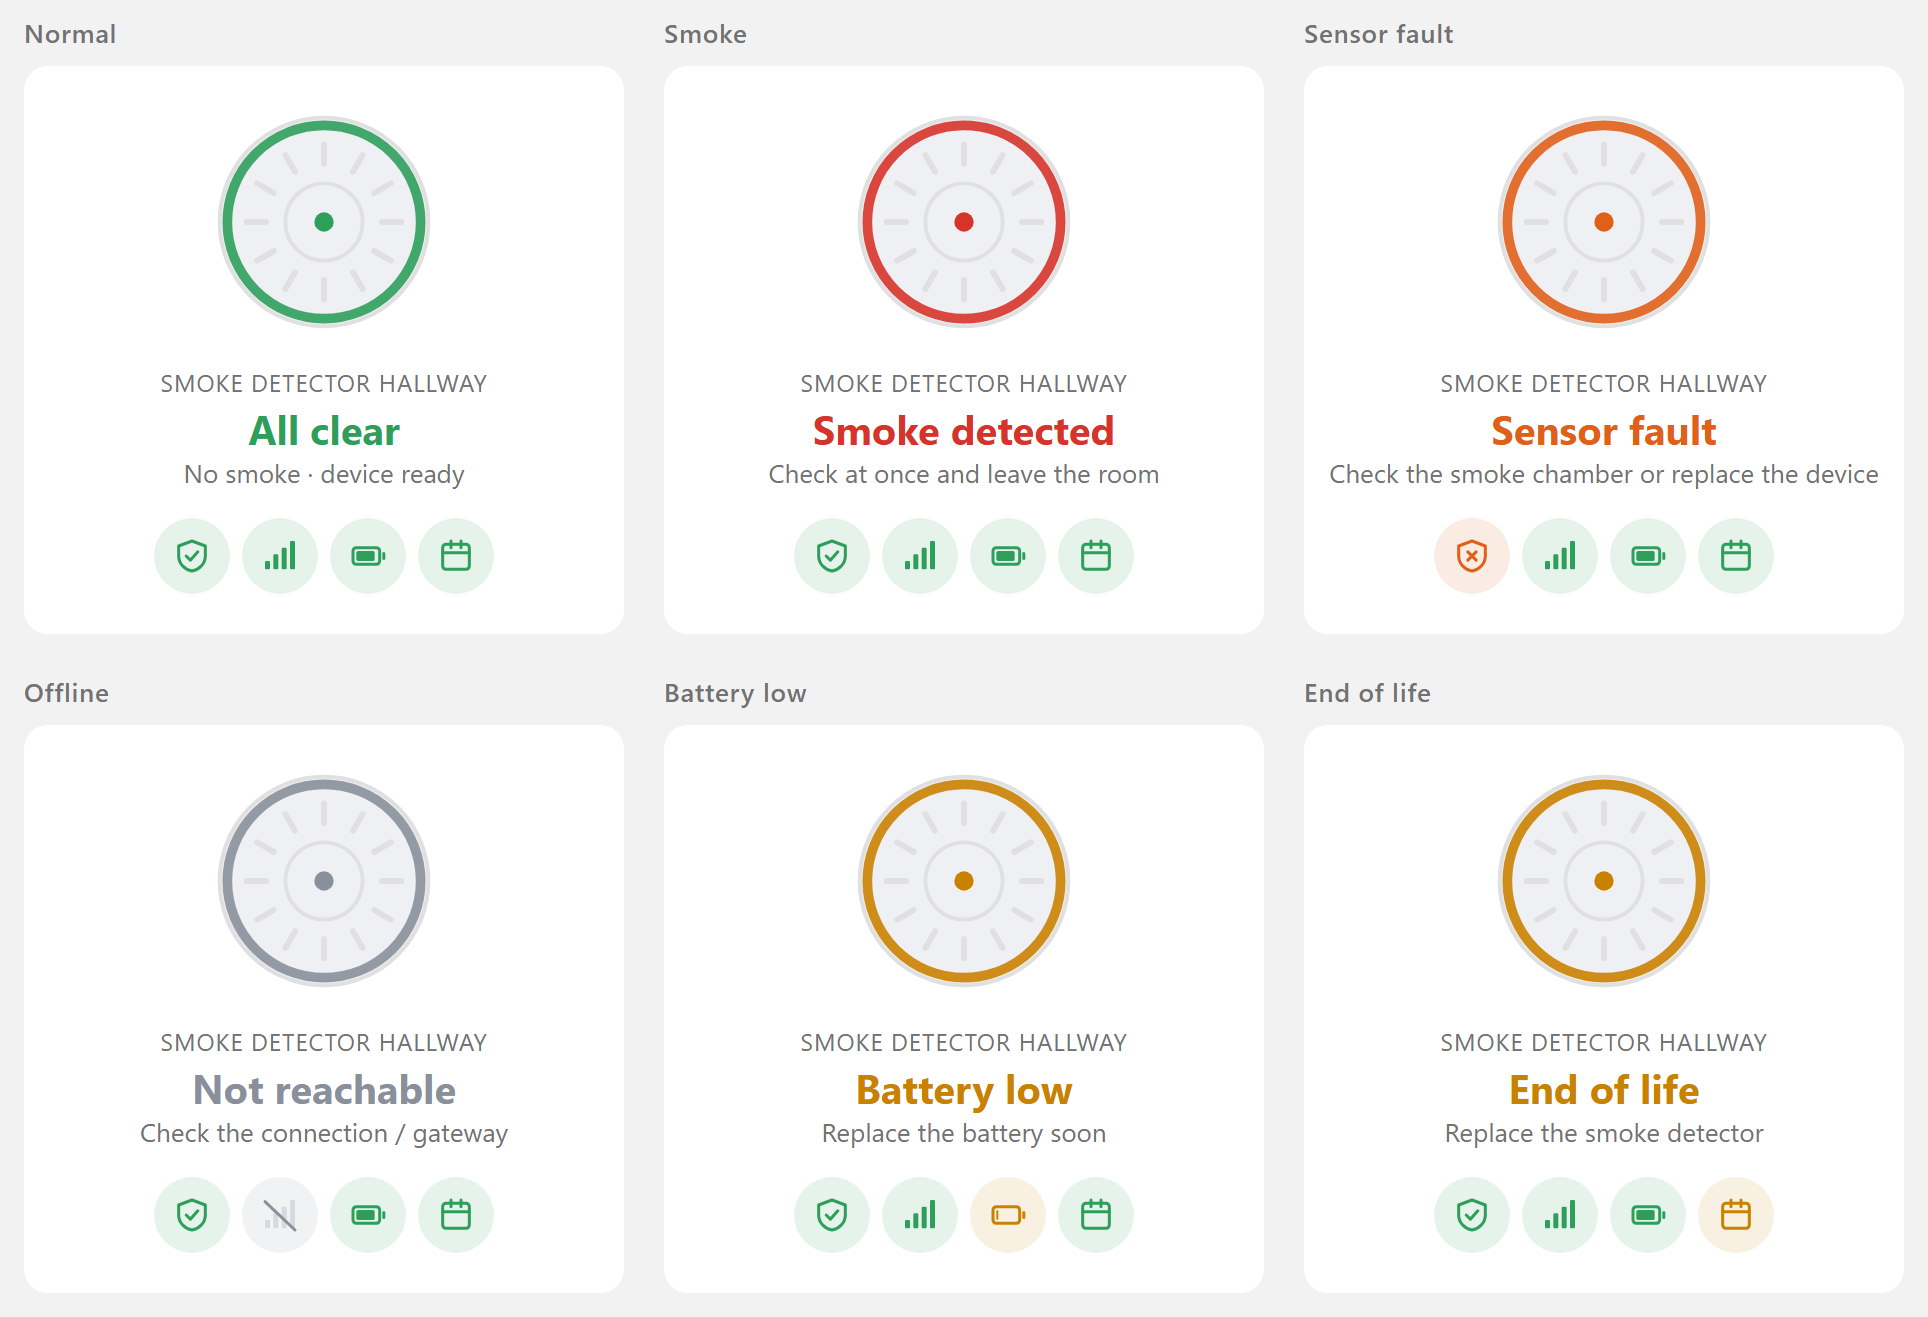 Normal
SMOKE DETECTOR HALLWAY
All clear
No smoke · device ready
Smoke
SMOKE DETECTOR HALLWAY
Smoke detected
Check at once and leave the room
Sensor fault
SMOKE DETECTOR HALLWAY
Sensor fault
Check the smoke chamber or replace the device
Offline
SMOKE DETECTOR HALLWAY
Not reachable
Check the connection / gateway
Battery low
SMOKE DETECTOR HALLWAY
Battery low
Replace the battery soon
End of life
SMOKE DETECTOR HALLWAY
End of life
Replace the smoke detector